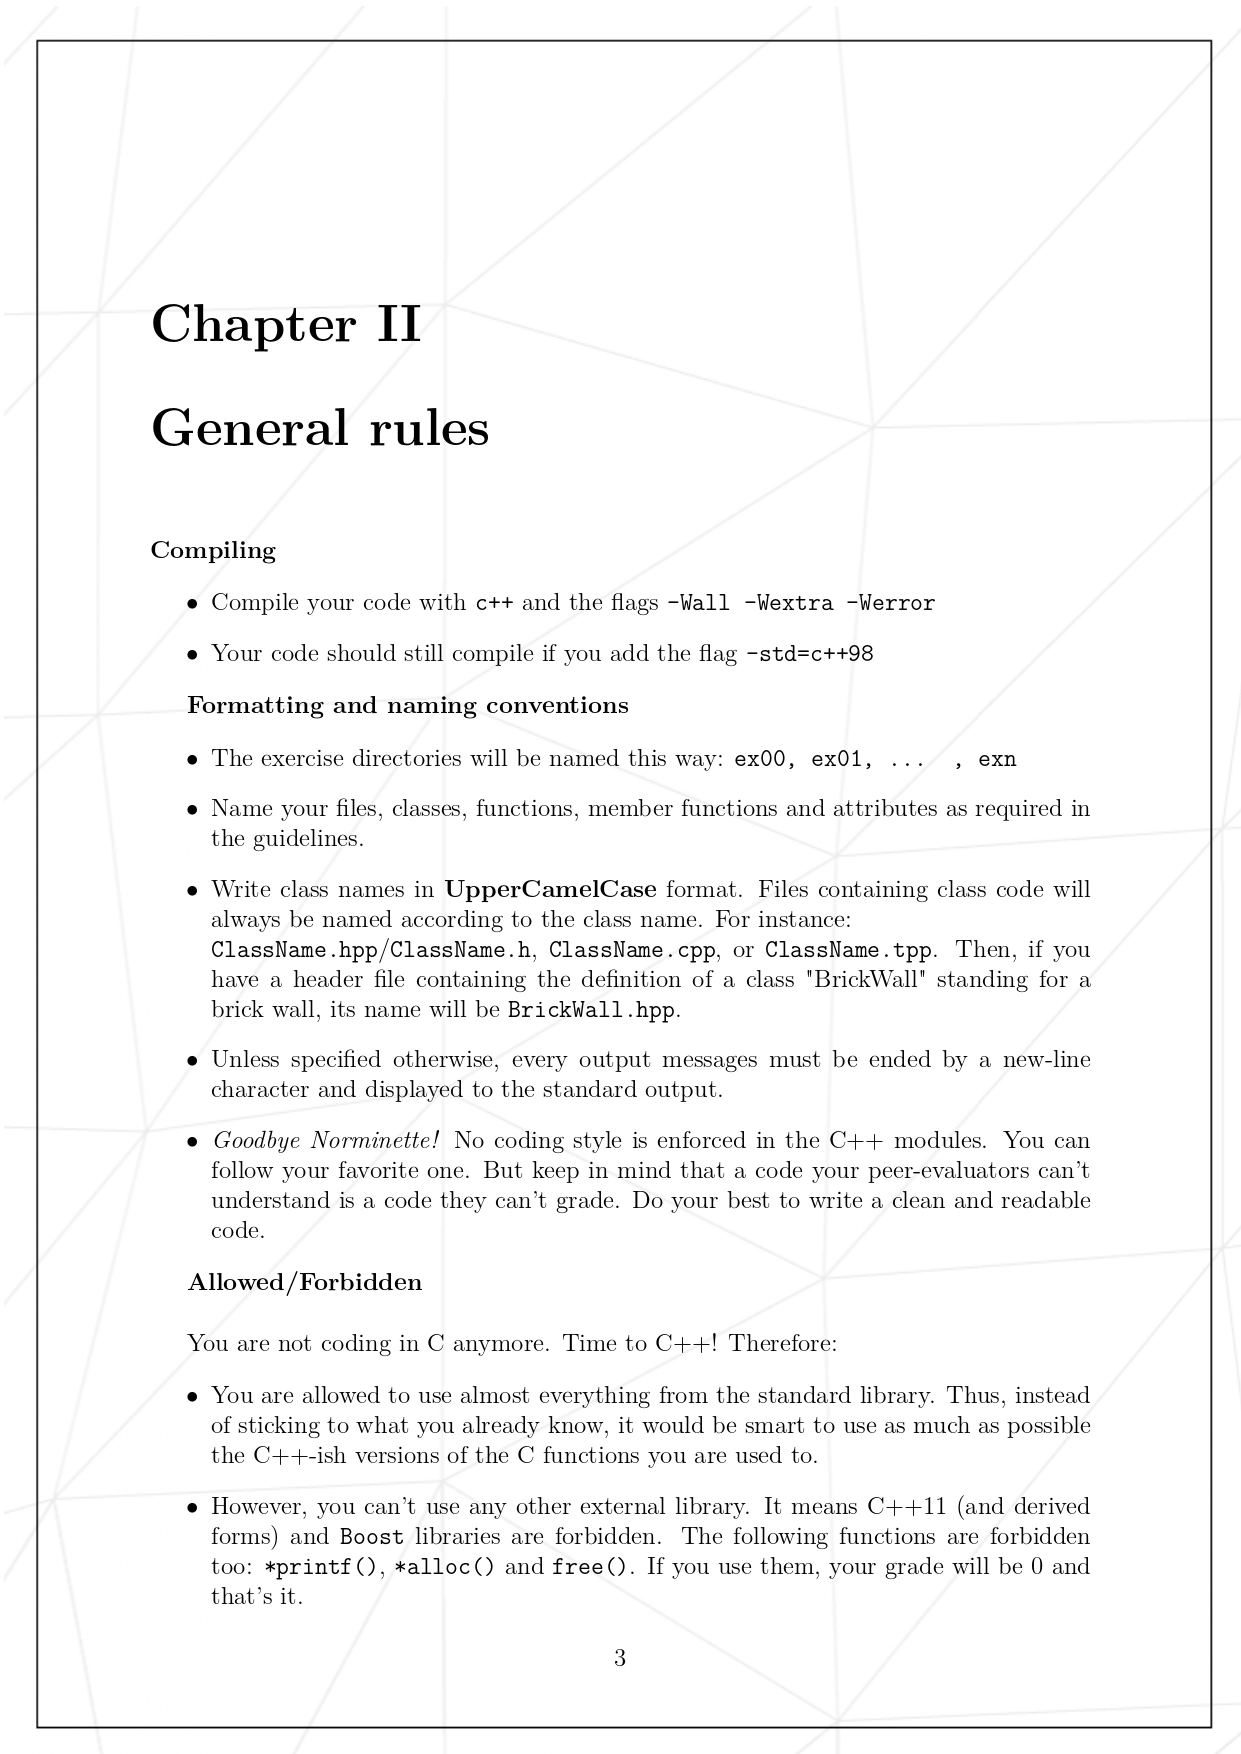 Chapter II
General rules
Compiling
• Compile your code with c++ and the flags -Wall -Wextra -Werror
• Your code should still compile if you add the flag -std=c++98
Formatting and naming conventions
• The exercise directories will be named this way: ex00, ex01, ... , exn
• Name your files, classes, functions, member functions and attributes as required in
the guidelines.
• Write class names in UpperCamelCase format. Files containing class code will
always be named according to the class name. For instance:
ClassName.hpp/ClassName.h, ClassName.cpp, or ClassName.tpp. Then, if you
have a header file containing the definition of a class "BrickWall" standing for a
brick wall, its name will be BrickWall.hpp.
• Unless specified otherwise, every output messages must be ended by a new-line
character and displayed to the standard output.
• Goodbye Norminette! No coding style is enforced in the C++ modules. You can
follow your favorite one. But keep in mind that a code your peer-evaluators can't
understand is a code they can't grade. Do your best to write a clean and readable
code.
Allowed/Forbidden
You are not coding in C anymore. Time to C++! Therefore:
• You are allowed to use almost everything from the standard library. Thus, instead
of sticking to what you already know, it would be smart to use as much as possible
the C++-ish versions of the C functions you are used to.
• However, you can't use any other external library. It means C++11 (and derived
forms) and Boost libraries are forbidden. The following functions are forbidden
too: *printf(), *alloc() and free(). If you use them, your grade will be 0 and
that's it.
3